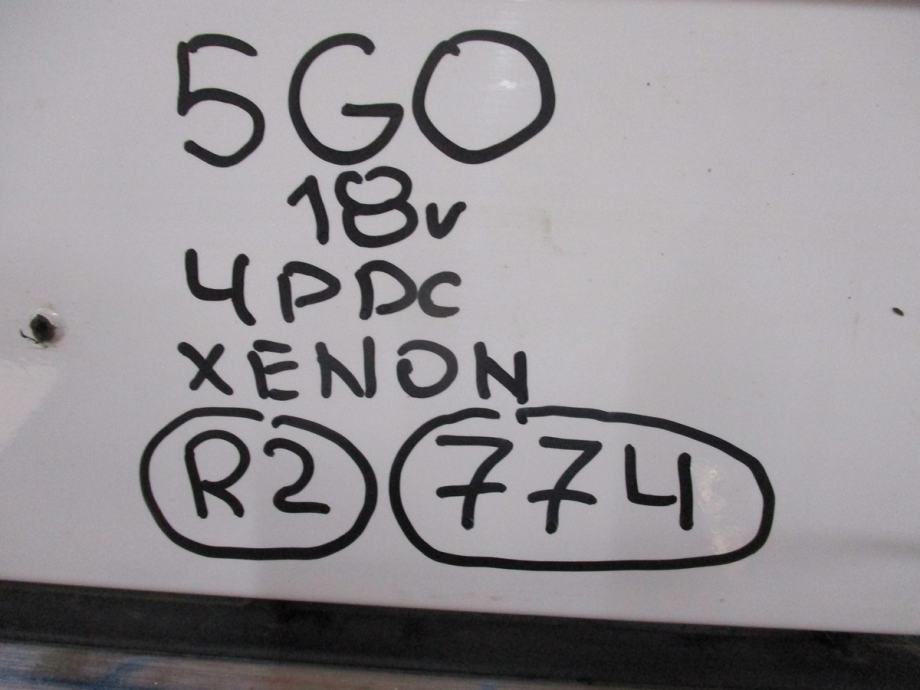 5GO
18v
4PDC
XENON
R2 774